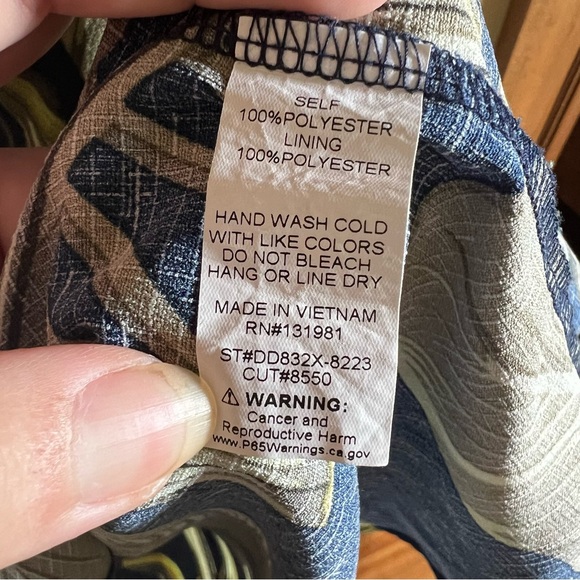 SELF
100%POLYESTER
LINING
100%POLYESTER
HAND WASH COLD
WITH LIKE COLORS
DO NOT BLEACH
HANG OR LINE DRY
MADE IN VIETNAM
RN#131981
ST#DD832X-8223
CUT#8550
⚠ WARNING:
Cancer and
Reproductive Harm
www.P65Warnings.ca.gov